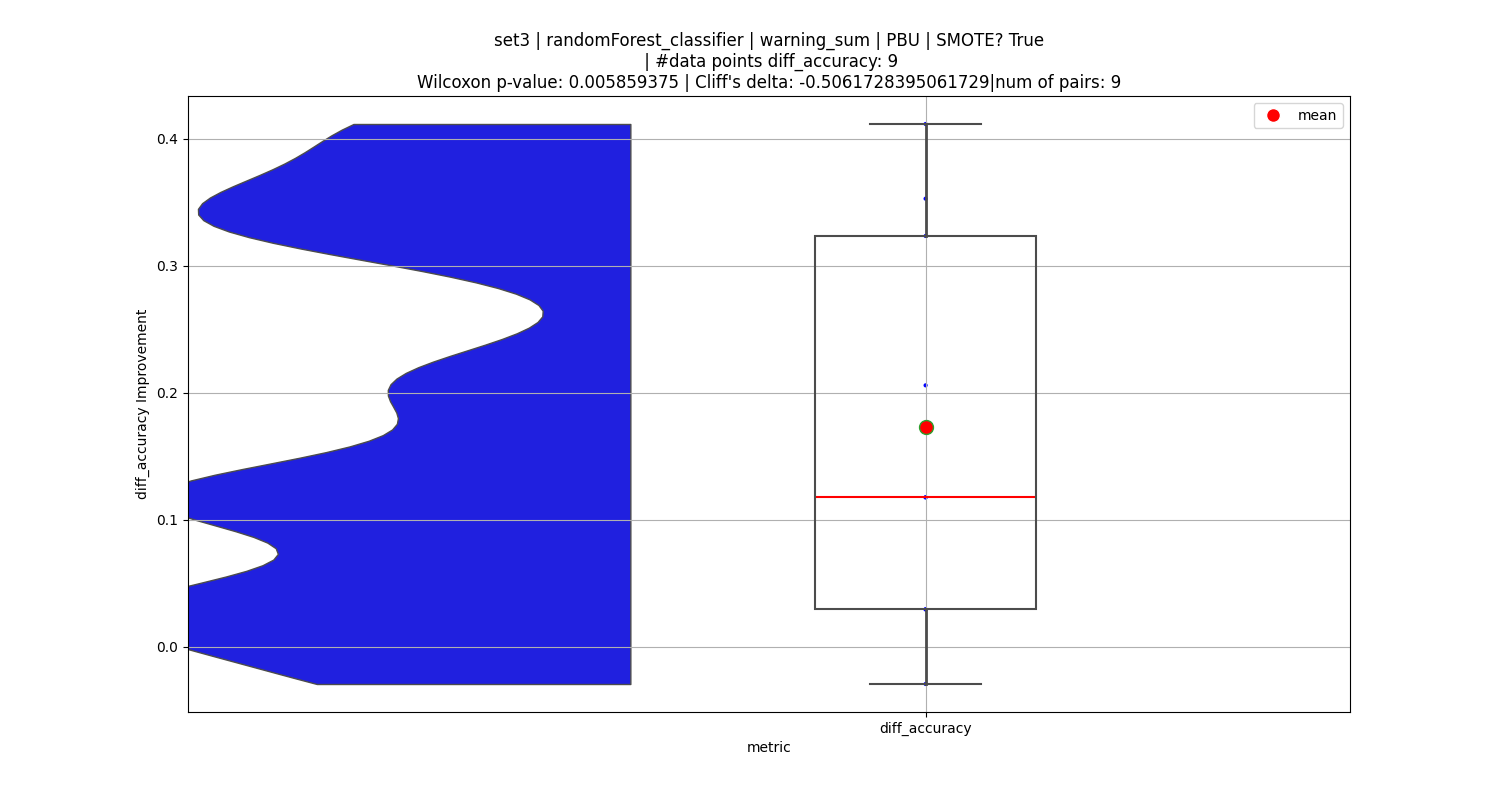 set3 | randomForest_classifier | warning_sum | PBU | SMOTE? True
| #data points diff_accuracy: 9
Wilcoxon p-value: 0.005859375 | Cliff's delta: -0.5061728395061729|num of pairs: 9
mean
0.4
0.3
0.2
0.1
0.0
diff_accuracy Improvement
diff_accuracy
metric